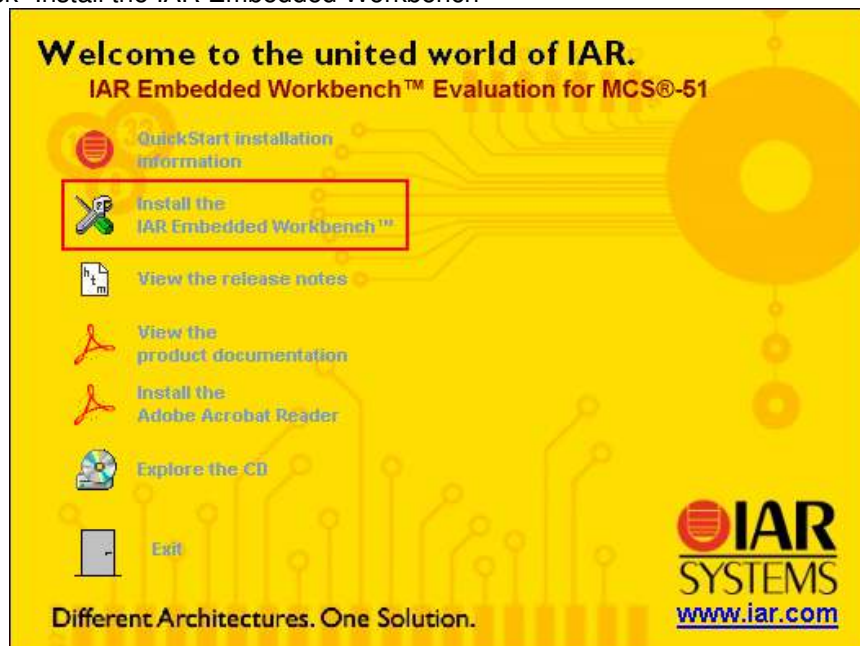 Install the IAR Embedded Workbench
Welcome to the united world of IAR.
IAR Embedded Workbench™ Evaluation for MCS®-51
QuickStart installation
information
Install the
IAR Embedded Workbench™
View the release notes
View the
product documentation
Install the
Adobe Acrobat Reader
Explore the CD
Exit
IAR
SYSTEMS
Different Architectures. One Solution.
www.iar.com